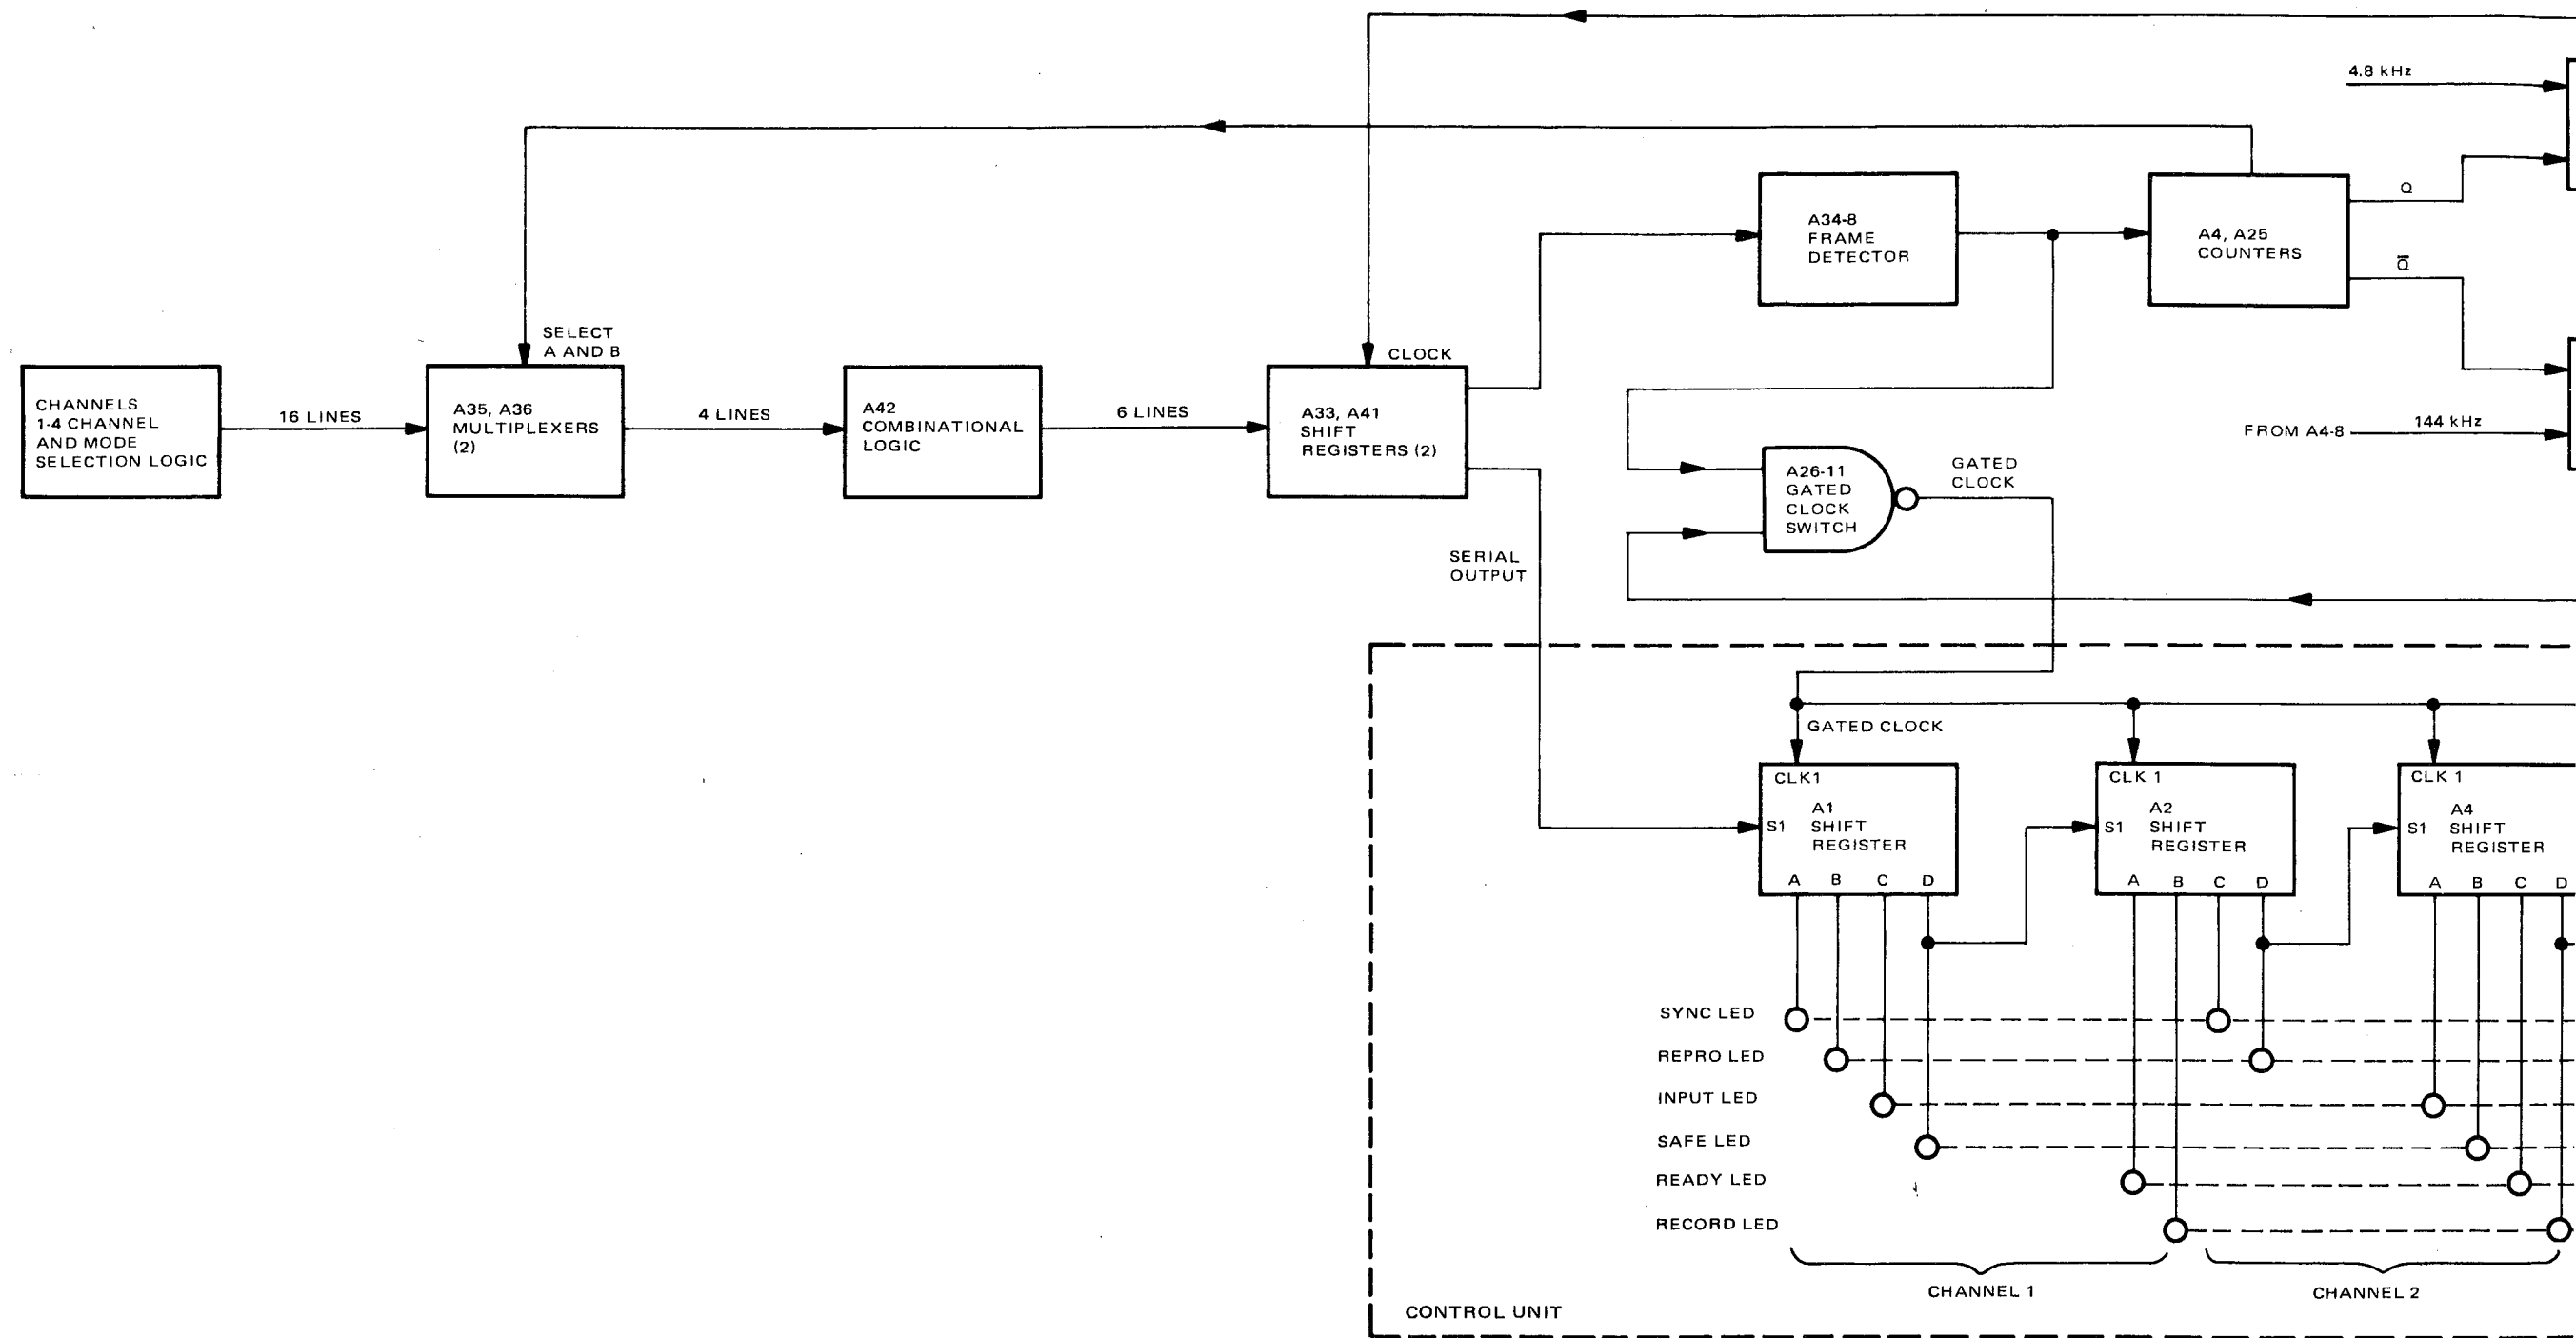 4.8 kHz
Q
Q̅
A34-8
FRAME
DETECTOR
A4, A25
COUNTERS
SELECT
A AND B
CLOCK
CHANNELS
1-4 CHANNEL
AND MODE
SELECTION LOGIC
16 LINES
A35, A36
MULTIPLEXERS
(2)
4 LINES
A42
COMBINATIONAL
LOGIC
6 LINES
A33, A41
SHIFT
REGISTERS (2)
FROM A4-8
144 kHz
A26-11
GATED
CLOCK
SWITCH
GATED
CLOCK
SERIAL
OUTPUT
GATED CLOCK
CLK1
A1
S1 SHIFT
REGISTER
A B C D
CLK 1
A2
S1 SHIFT
REGISTER
A B C D
CLK 1
A4
S1 SHIFT
REGISTER
A B C D
SYNC LED
REPRO LED
INPUT LED
SAFE LED
READY LED
RECORD LED
CHANNEL 1
CHANNEL 2
CONTROL UNIT